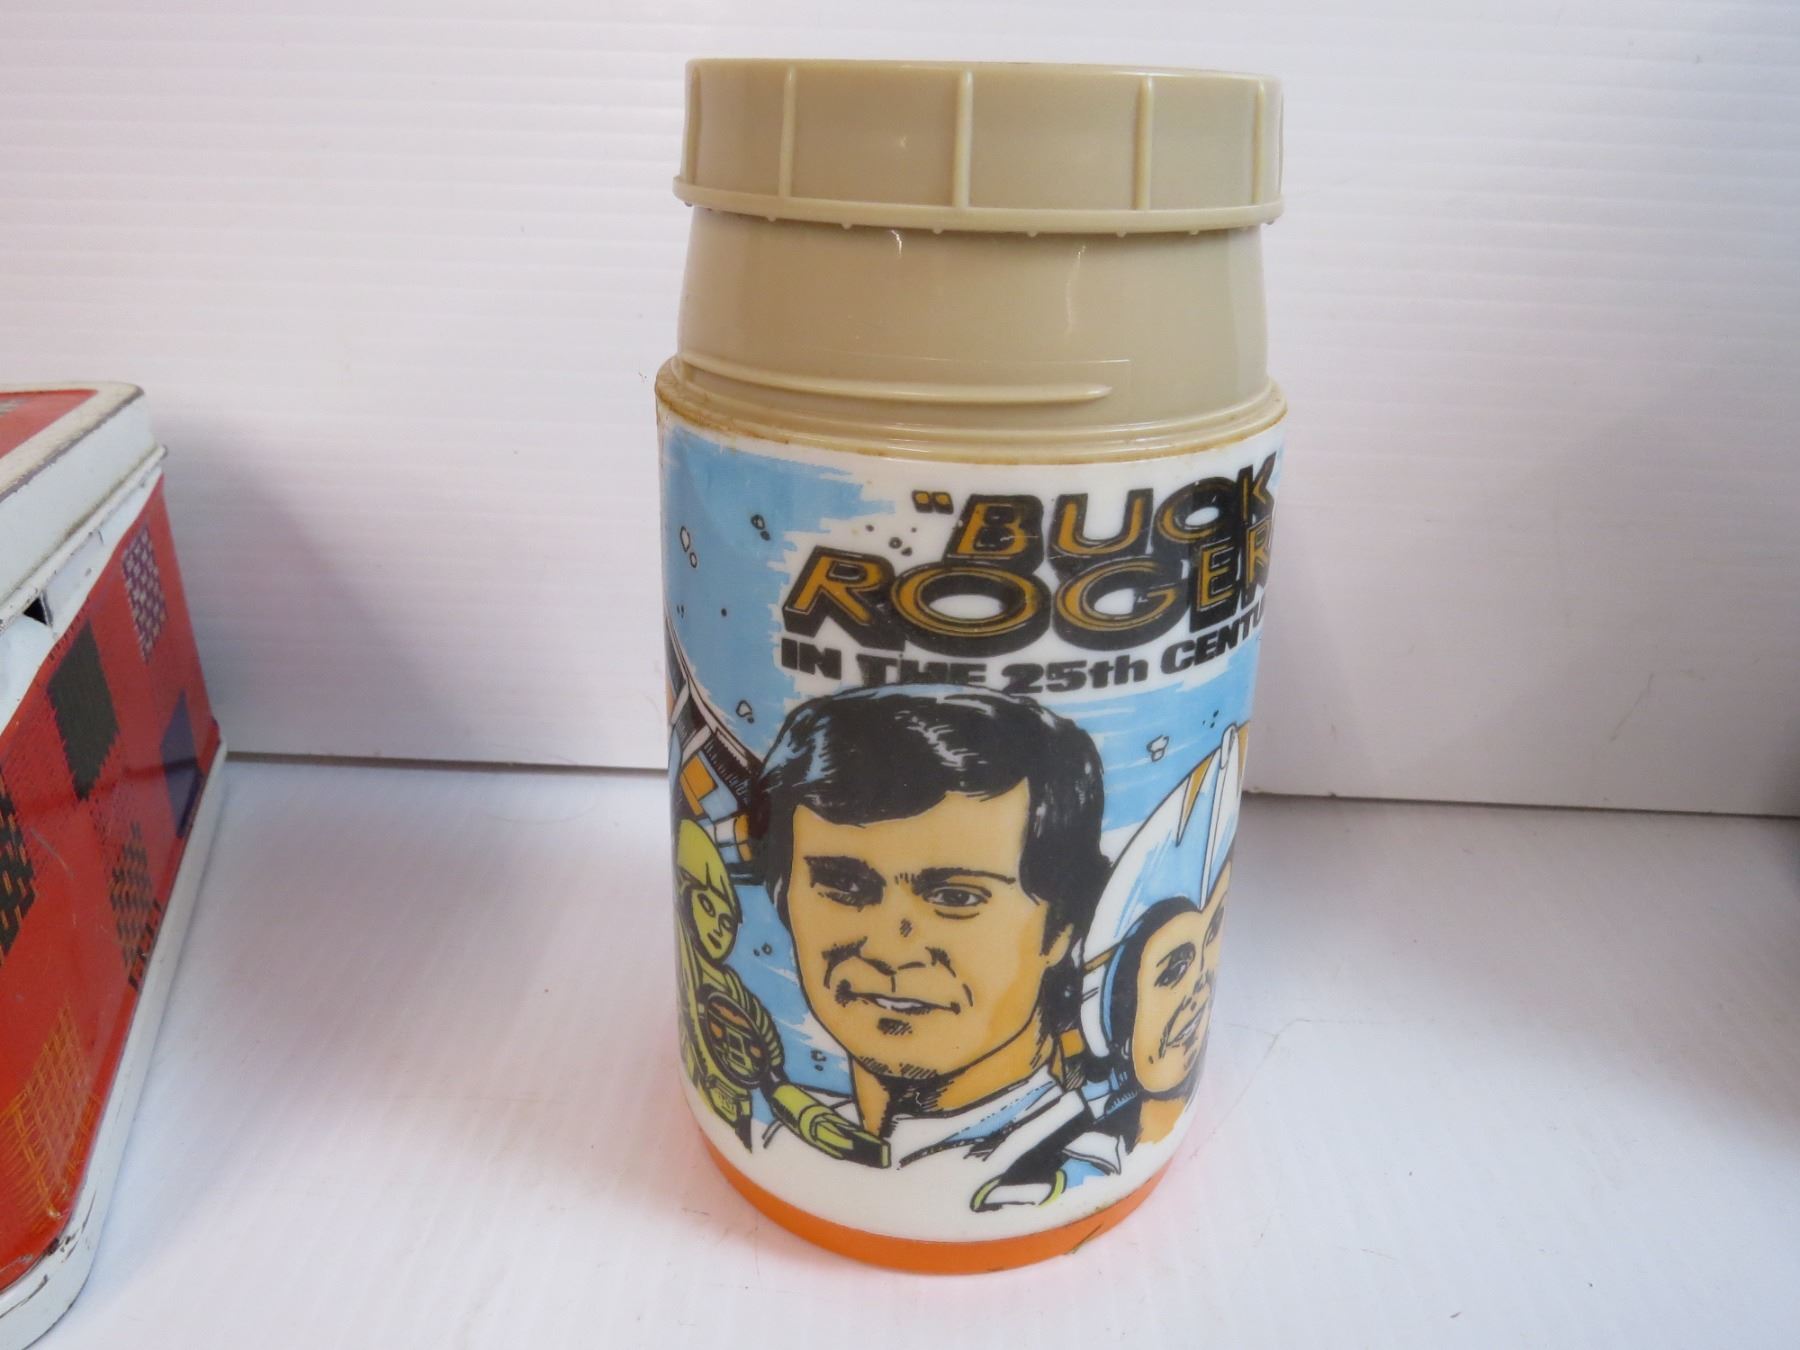 "BUCK
ROGER
IN THE 25th CENTU